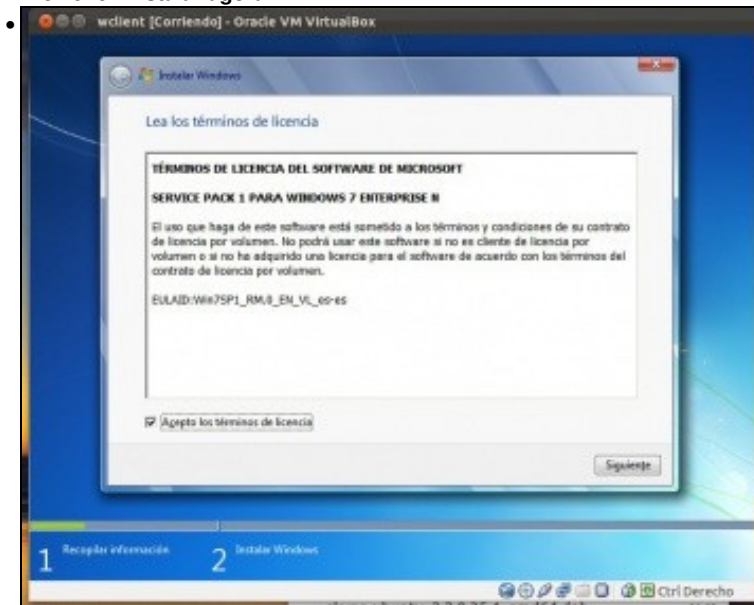 wclient [Corriendo] - Oracle VM VirtualBox
Instalar Windows
Lea los términos de licencia
TÉRMINOS DE LICENCIA DEL SOFTWARE DE MICROSOFT
SERVICE PACK 1 PARA WINDOWS 7 ENTERPRISE N
El uso que haga de este software está sometido a los términos y condiciones de su contrato
de licencia por volumen. No podrá usar este software si no es cliente de licencia por
volumen o si no ha adquirido una licencia para el software de acuerdo con los términos del
contrato de licencia por volumen.
EULAID:Win7SP1_RM.0_EN_VL_es-es
Acepto los términos de licencia
Siguiente
1 Recopilar información
2 Instalar Windows
Ctrl Derecho